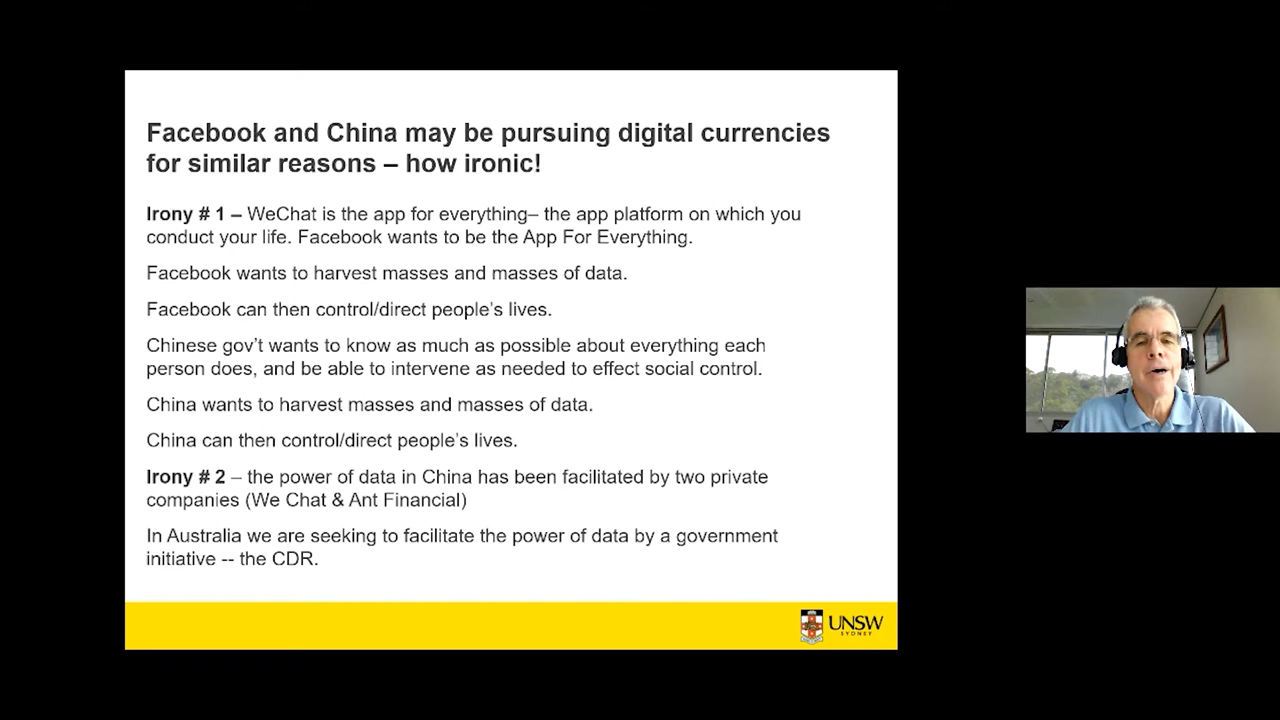 Facebook and China may be pursuing digital currencies
for similar reasons – how ironic!
Irony # 1 – WeChat is the app for everything– the app platform on which you
conduct your life. Facebook wants to be the App For Everything.
Facebook wants to harvest masses and masses of data.
Facebook can then control/direct people’s lives.
Chinese gov’t wants to know as much as possible about everything each
person does, and be able to intervene as needed to effect social control.
China wants to harvest masses and masses of data.
China can then control/direct people’s lives.
Irony # 2 – the power of data in China has been facilitated by two private
companies (We Chat & Ant Financial)
In Australia we are seeking to facilitate the power of data by a government
initiative -- the CDR.
UNSW
SYDNEY